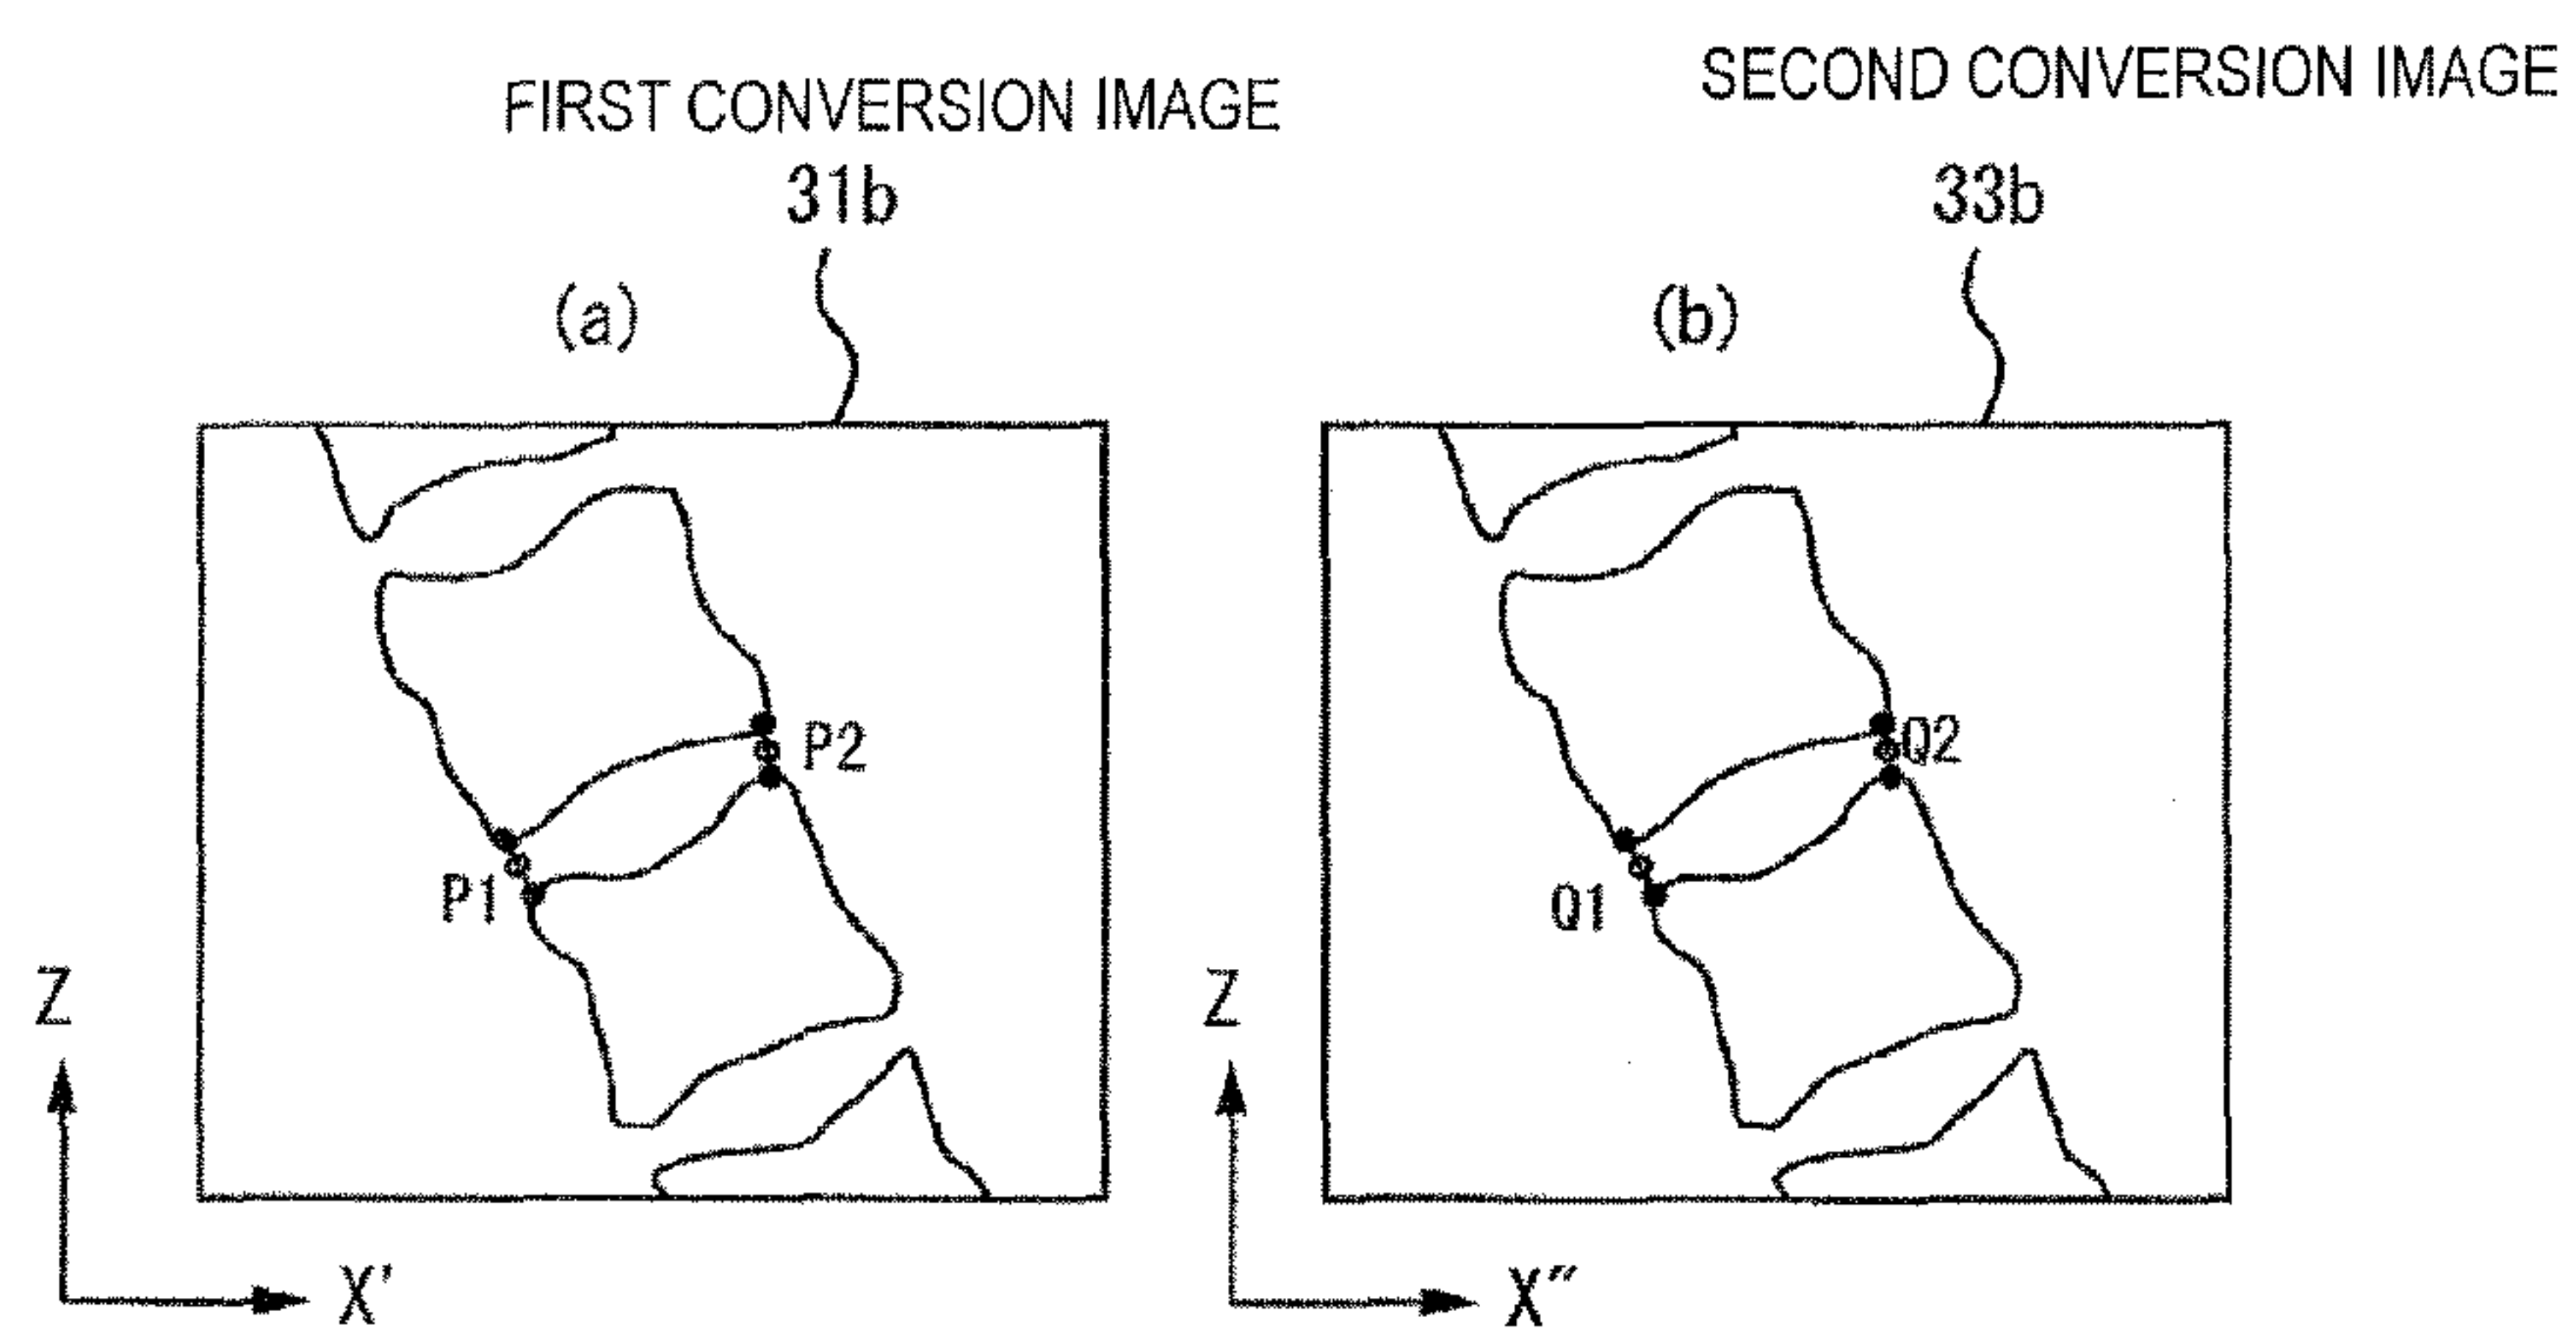 FIRST CONVERSION IMAGE
31b
(a)
P2
P1
Z
X'
SECOND CONVERSION IMAGE
33b
(b)
Q2
Q1
Z
X"